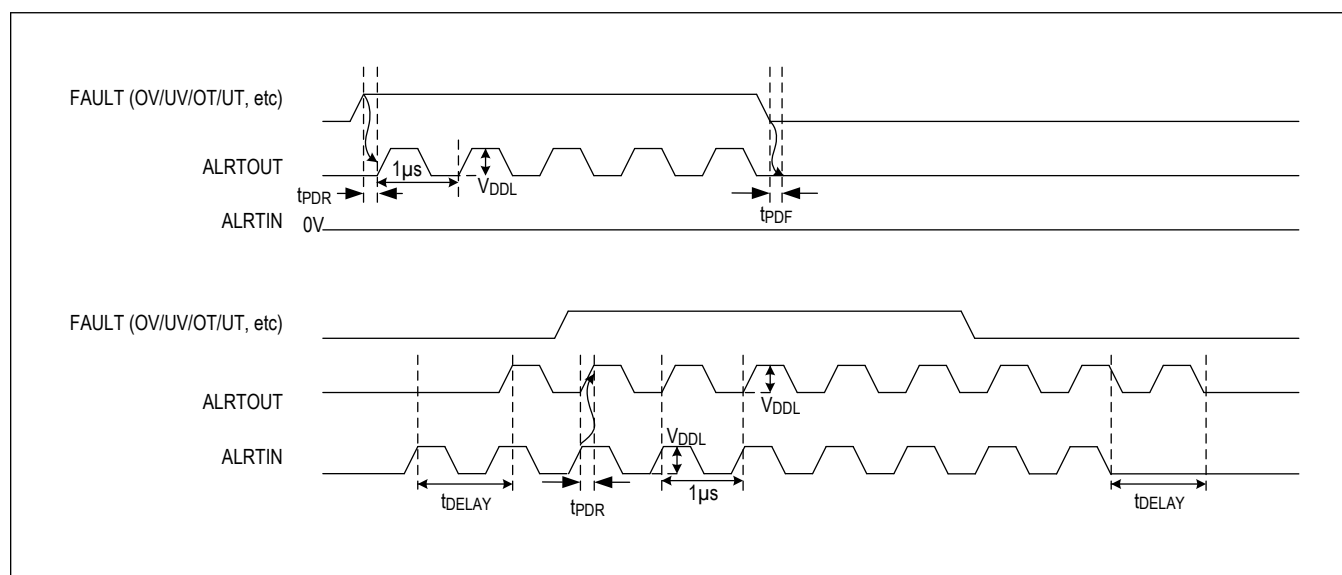 FAULT (OV/UV/OT/UT, etc)
ALRTOUT
1µs
VDDL
tPDR
tPDF
ALRTIN
0V
FAULT (OV/UV/OT/UT, etc)
ALRTOUT
VDDL
ALRTIN
VDDL
1µs
tDELAY
tPDR
tDELAY